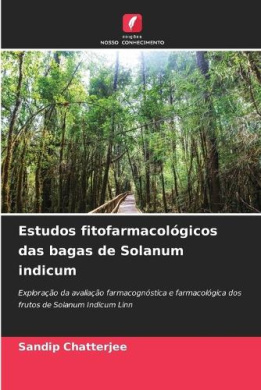 edições
NOSSO CONHECIMENTO
Estudos fitofarmacológicos
das bagas de Solanum
indicum
Exploração da avaliação farmacognóstica e farmacológica dos
frutos de Solanum Indicum Linn
Sandip Chatterjee